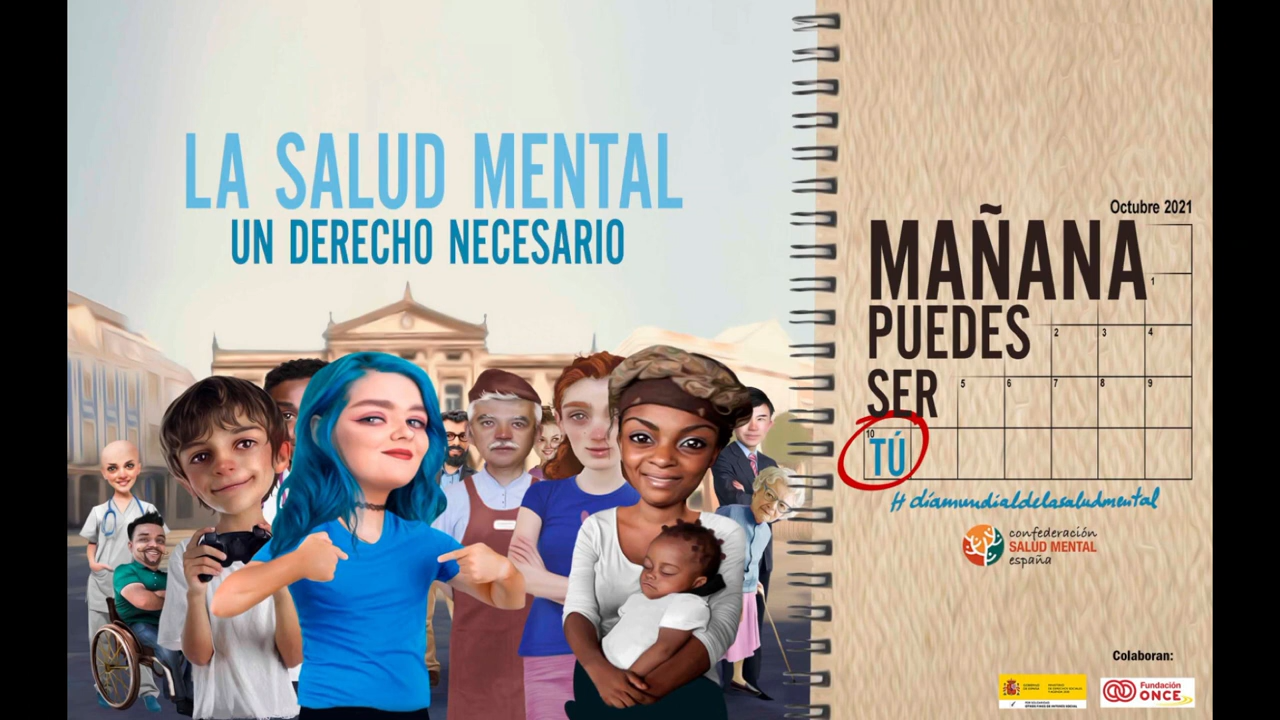 LA SALUD MENTAL
UN DERECHO NECESARIO
Octubre 2021
MAÑANA
PUEDES
SER
TÚ
1
2 3 4
5 6 7 8 9
10
#díamundialdelasaludmental
confederación
SALUD MENTAL
españa
Colaboran:
Fundación
ONCE